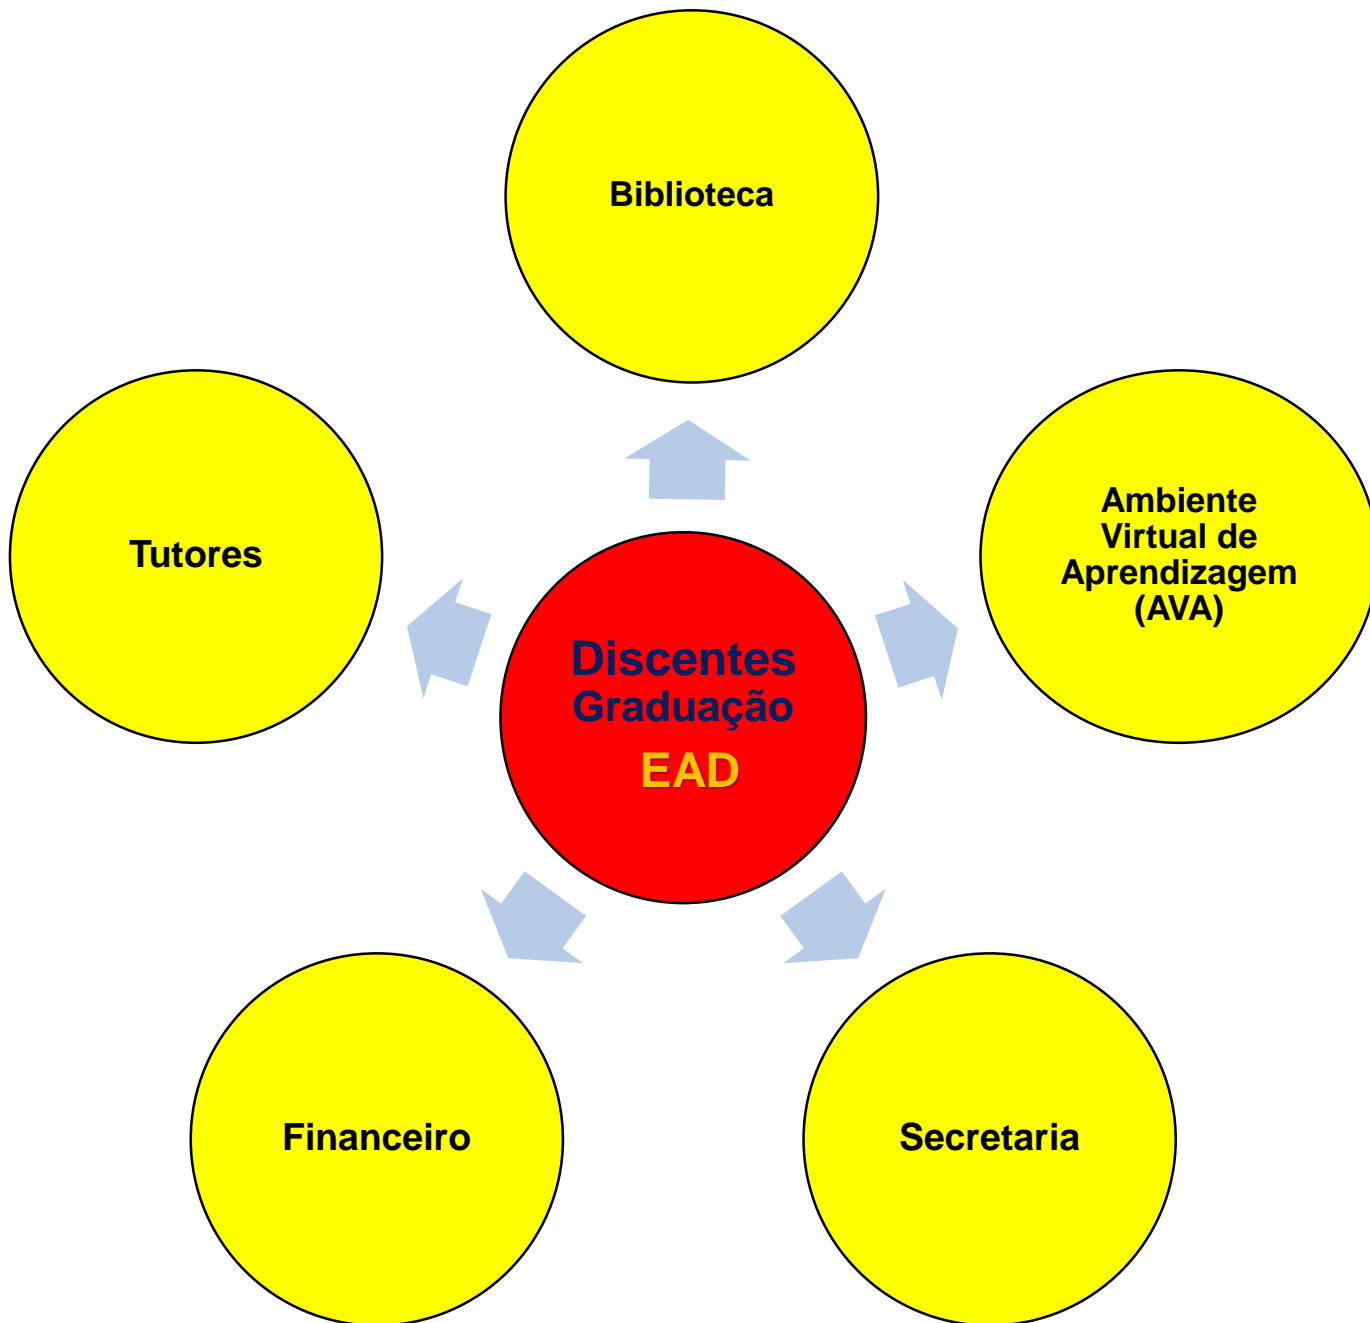 Biblioteca
Tutores
Ambiente
Virtual de
Aprendizagem
(AVA)
Discentes
Graduação
EAD
Financeiro
Secretaria